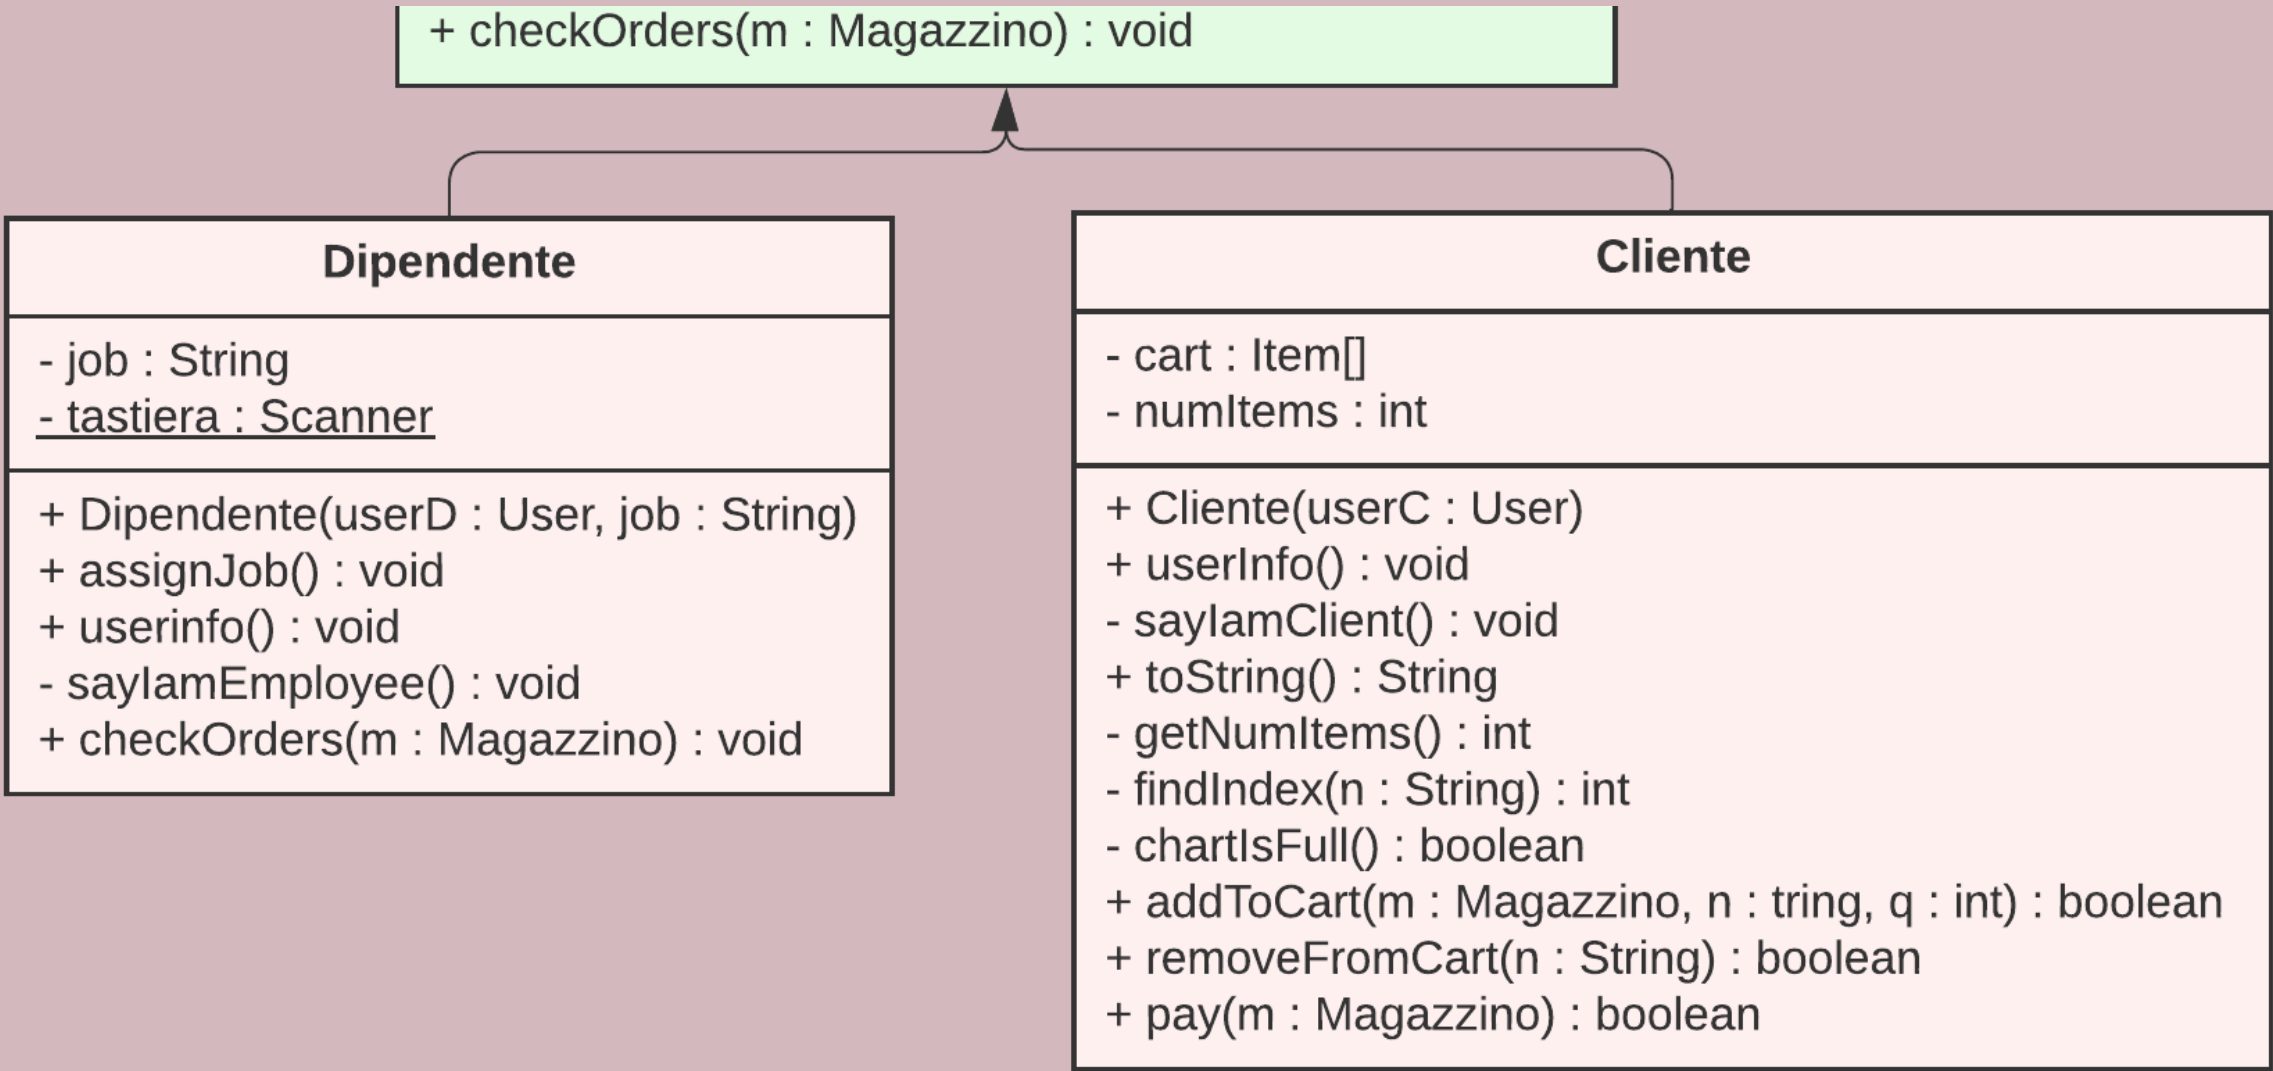 + checkOrders(m : Magazzino) : void
Dipendente
- job : String
- tastiera : Scanner
+ Dipendente(userD : User, job : String)
+ assignJob() : void
+ userinfo() : void
- sayIamEmployee() : void
+ checkOrders(m : Magazzino) : void
Cliente
- cart : Item[]
- numItems : int
+ Cliente(userC : User)
+ userInfo() : void
- sayIamClient() : void
+ toString() : String
- getNumItems() : int
- findIndex(n : String) : int
- chartIsFull() : boolean
+ addToCart(m : Magazzino, n : tring, q : int) : boolean
+ removeFromCart(n : String) : boolean
+ pay(m : Magazzino) : boolean